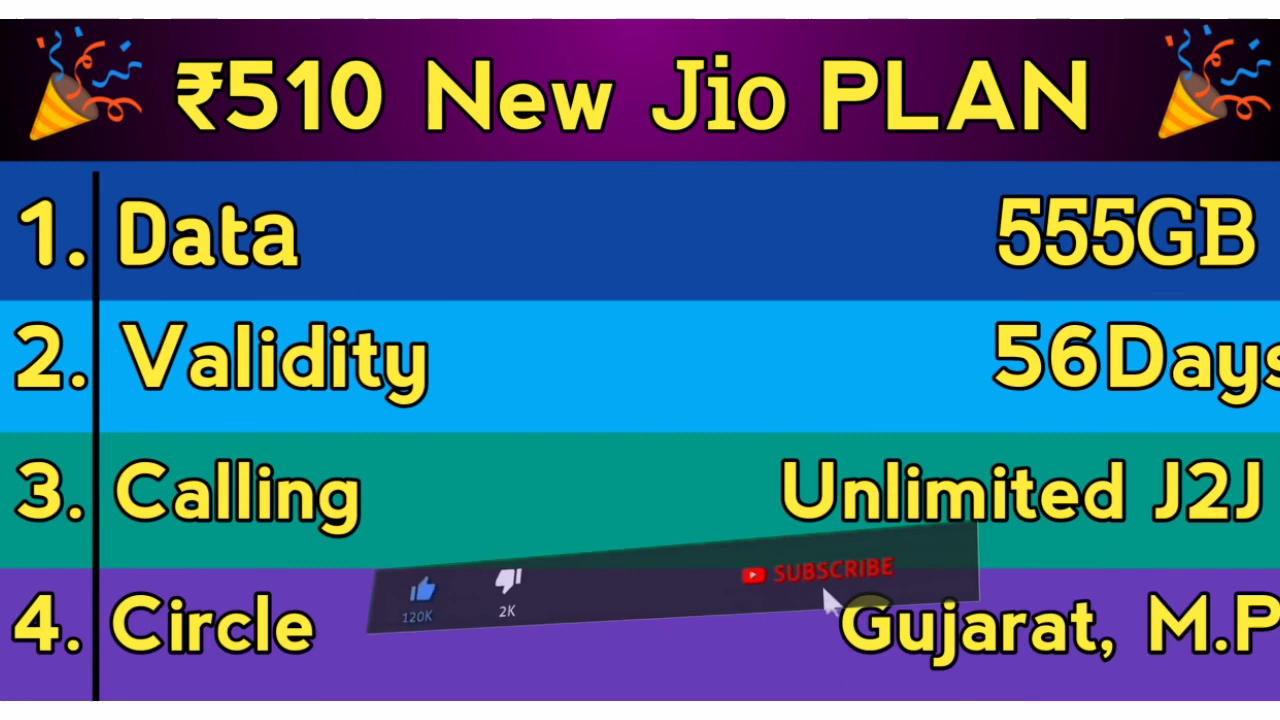 ₹510 New Jio PLAN
1. Data 555GB
2. Validity 56Days
3. Calling Unlimited J2J
120K 2K SUBSCRIBE
4. Circle Gujarat, M.P